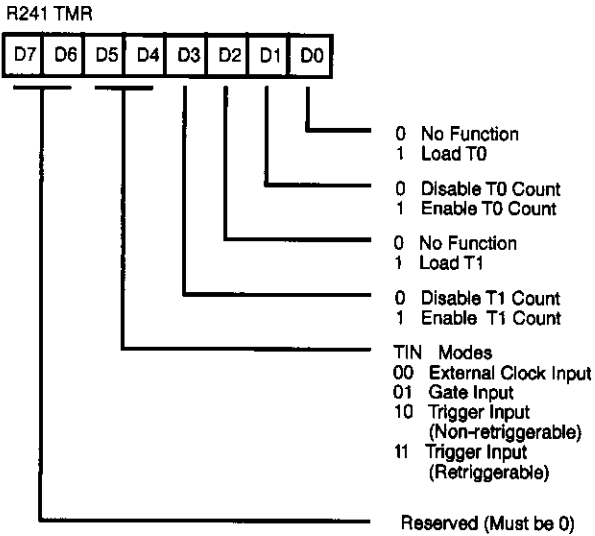 R241 TMR
D7 D6 D5 D4 D3 D2 D1 D0
0 No Function
1 Load T0
0 Disable T0 Count
1 Enable T0 Count
0 No Function
1 Load T1
0 Disable T1 Count
1 Enable T1 Count
TIN Modes
00 External Clock Input
01 Gate Input
10 Trigger Input
(Non-retriggerable)
11 Trigger Input
(Retriggerable)
Reserved (Must be 0)